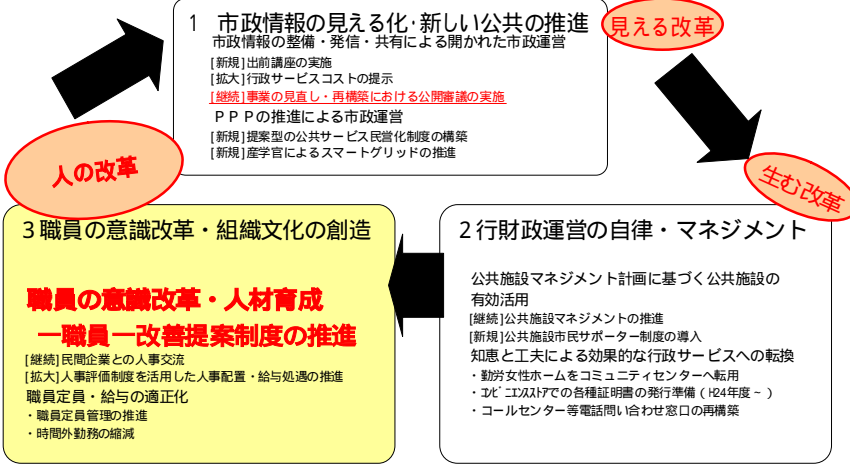 1 市政情報の見える化･新しい公共の推進
市政情報の整備・発信・共有による開かれた市政運営
[新規]出前講座の実施
[拡大]行政サービスコストの提示
[継続]事業の見直し・再構築における公開審議の実施
ＰＰＰの推進による市政運営
[新規]提案型の公共サービス民営化制度の構築
[新規]産学官によるスマートグリッドの推進
見える改革
人の改革
生む改革
3職員の意識改革・組織文化の創造
職員の意識改革・人材育成
一職員一改善提案制度の推進
[継続]民間企業との人事交流
[拡大]人事評価制度を活用した人事配置・給与処遇の推進
職員定員・給与の適正化
・職員定員管理の推進
・時間外勤務の縮減
2行財政運営の自律・マネジメント
公共施設マネジメント計画に基づく公共施設の
有効活用
[継続]公共施設マネジメントの推進
[新規]公共施設市民サポーター制度の導入
知恵と工夫による効果的な行政サービスへの転換
・勤労女性ホームをコミュニティセンターへ転用
・ｺﾝﾋﾞﾆｴﾝｽｽﾄｱでの各種証明書の発行準備（H24年度～）
・コールセンター等電話問い合わせ窓口の再構築